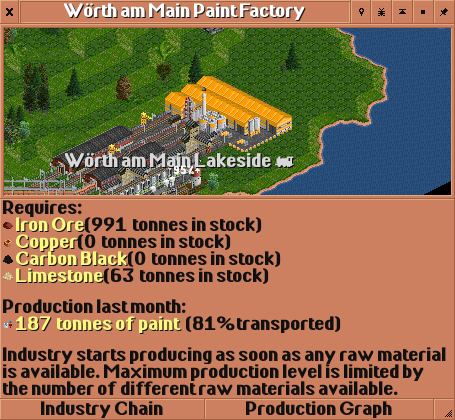 Wörth am Main Paint Factory
Wörth am Main Lakeside
Requires:
Iron Ore(991 tonnes in stock)
Copper(0 tonnes in stock)
Carbon Black(0 tonnes in stock)
Limestone(63 tonnes in stock)
Production last month:
187 tonnes of paint (81% transported)
Industry starts producing as soon as any raw material
is available. Maximum production level is limited by
the number of different raw materials available.
Industry Chain
Production Graph